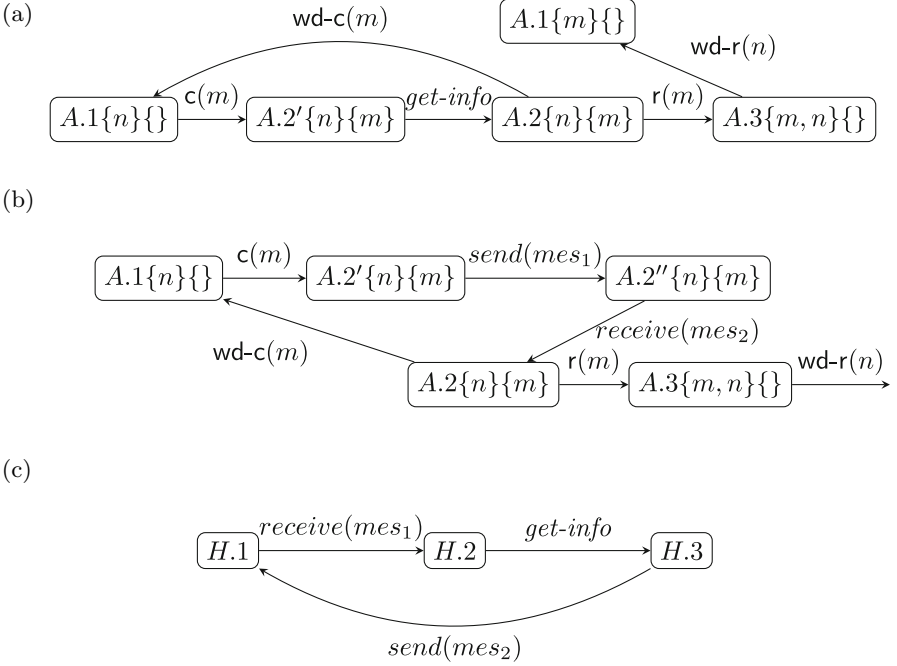 (a)
wd-c(m)
A.1{m}{}
wd-r(n)
c(m)
get-info
r(m)
A.1{n}{}
A.2′{n}{m}
A.2{n}{m}
A.3{m, n}{}
(b)
c(m)
send(mes₁)
A.1{n}{}
A.2′{n}{m}
A.2″{n}{m}
receive(mes₂)
wd-c(m)
r(m)
wd-r(n)
A.2{n}{m}
A.3{m, n}{}
(c)
receive(mes₁)
get-info
H.1
H.2
H.3
send(mes₂)